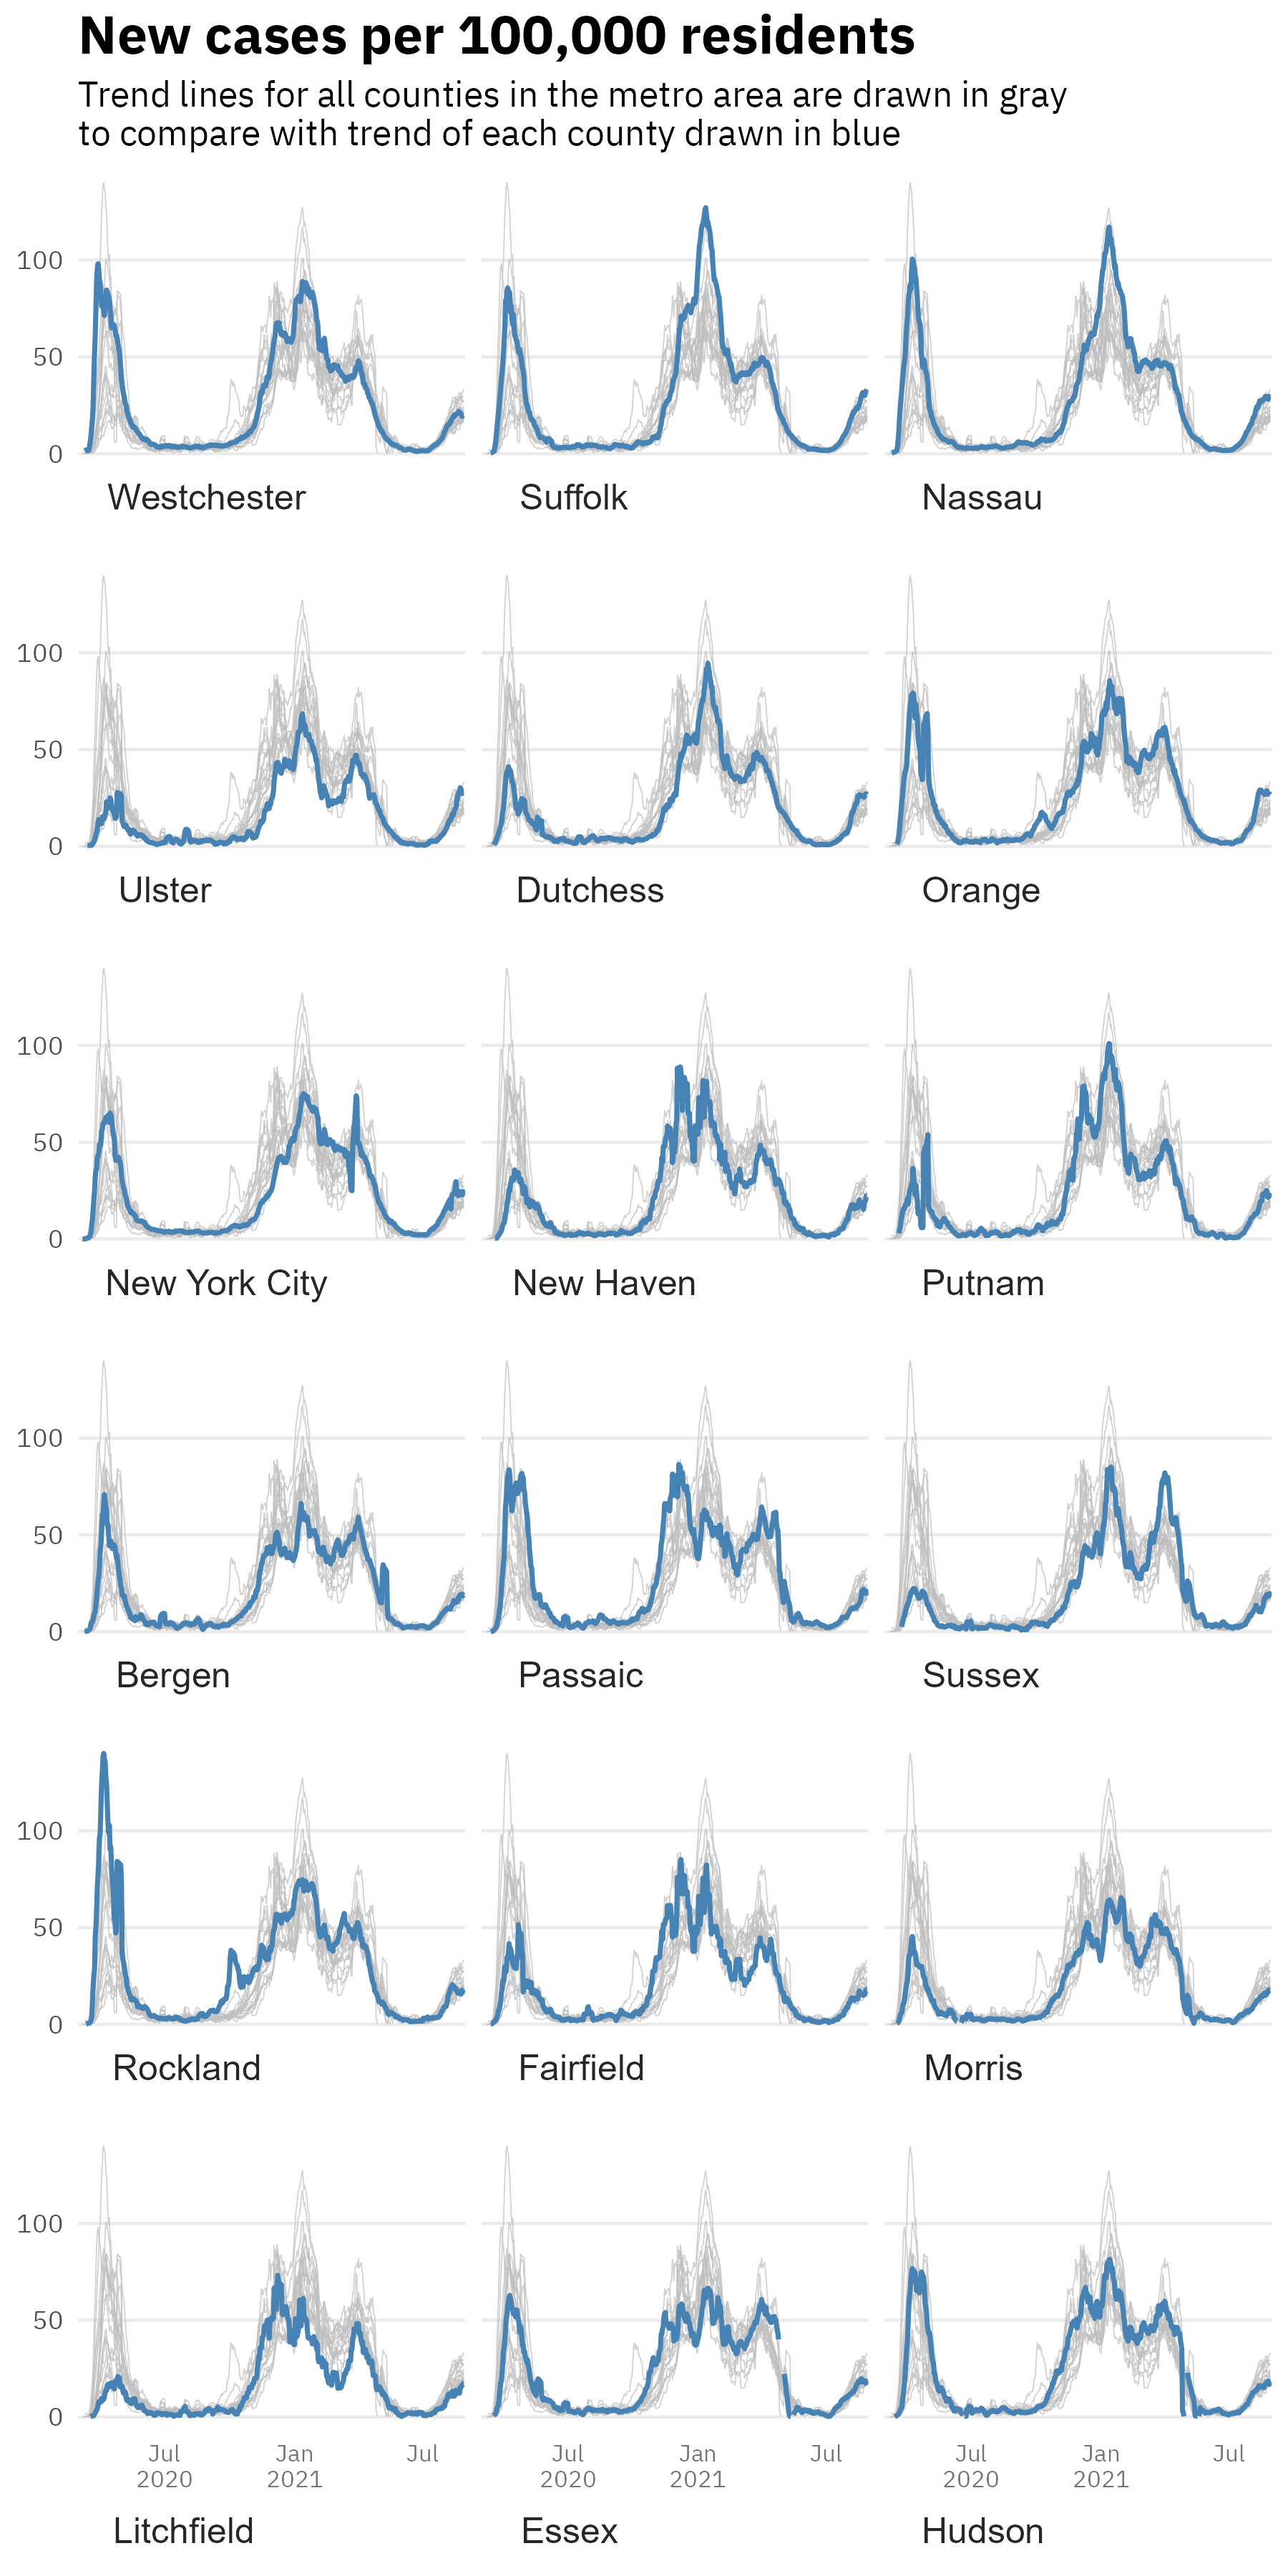 New cases per 100,000 residents
Trend lines for all counties in the metro area are drawn in gray
to compare with trend of each county drawn in blue
100
50
0
Westchester Suffolk Nassau
100
50
0
Ulster Dutchess Orange
100
50
0
New York City New Haven Putnam
100
50
0
Bergen Passaic Sussex
100
50
0
Rockland Fairfield Morris
100
50
0
Jul Jan Jul Jul Jan Jul Jul Jan Jul
2020 2021 2020 2021 2020 2021
Litchfield Essex Hudson